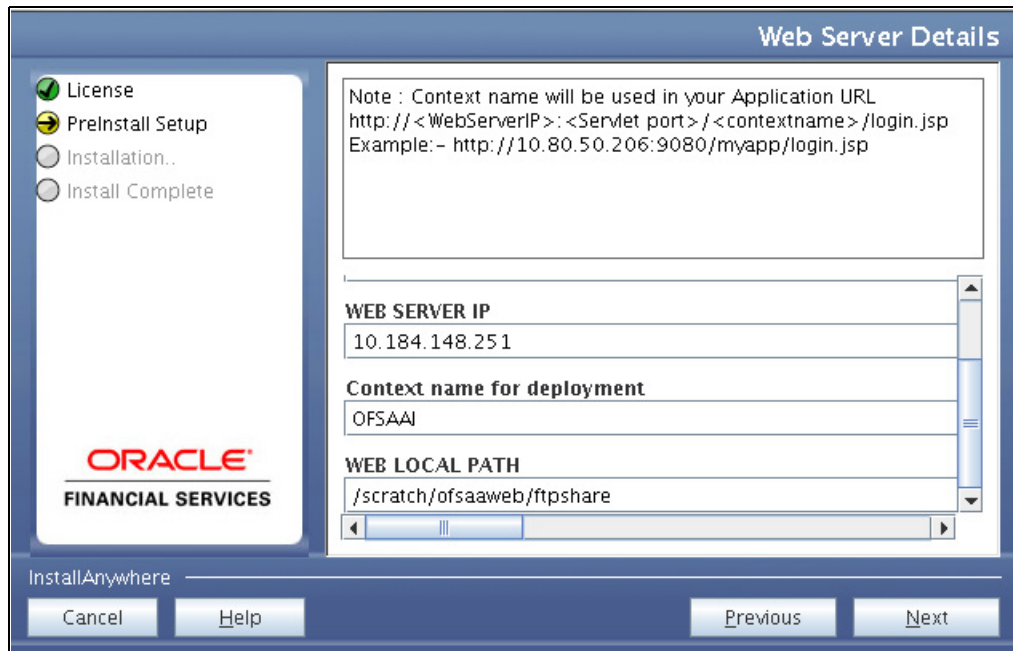 Web Server Details
License
PreInstall Setup
Installation..
Install Complete
Note : Context name will be used in your Application URL
http://<WebServerIP>:<Servlet port>/<contextname>/login.jsp
Example:- http://10.80.50.206:9080/myapp/login.jsp
WEB SERVER IP
10.184.148.251
Context name for deployment
OFSAAI
WEB LOCAL PATH
/scratch/ofsaaweb/ftpshare
ORACLE
FINANCIAL SERVICES
InstallAnywhere
Cancel
Help
Previous
Next